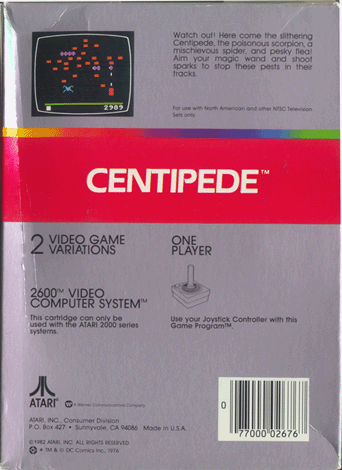 Watch out! Here come the slithering
Centipede, the poisonous scorpion, a
mischievious spider, and pesky flea!
Aim your magic wand and shoot
sparks to stop these pests in their
tracks.
2989
For use with North American and other NTSC Television
Sets only.
CENTIPEDE™
2 VIDEO GAME
VARIATIONS
ONE
PLAYER
2600™ VIDEO
COMPUTER SYSTEM™
This cartridge can only be
used with the ATARI 2000 series
systems.
Use your Joystick Controller with this
Game Program™.
ATARI®
A Warner Communications Company
ATARI, INC., Consumer Division
P.O. Box 427 • Sunnyvale, CA 94086 Made in U.S.A.
©1982 ATARI, INC. ALL RIGHTS RESERVED
* TM & © DC Comics Inc., 1976
0
77000 02676